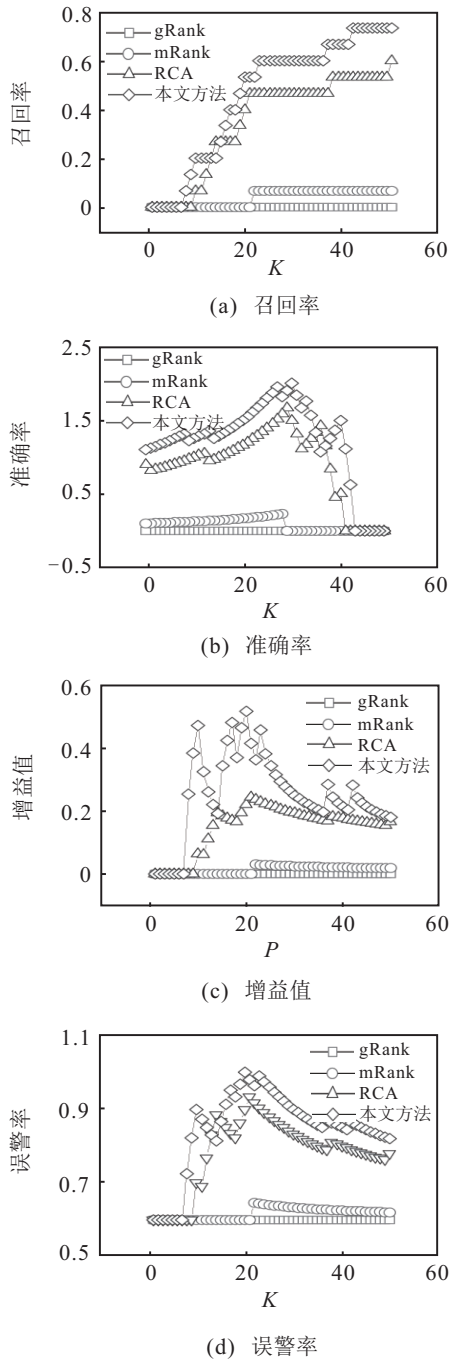 gRank
mRank
RCA
本文方法
0.8
0.6
0.4
0.2
0
召回率
0 20 40 60
K
(a) 召回率
gRank
mRank
RCA
本文方法
2.5
1.5
0.5
−0.5
准确率
0 20 40 60
K
(b) 准确率
gRank
mRank
RCA
本文方法
0.6
0.4
0.2
0
增益值
0 20 40 60
P
(c) 增益值
gRank
mRank
RCA
本文方法
1.1
0.9
0.7
0.5
误警率
0 20 40 60
K
(d) 误警率